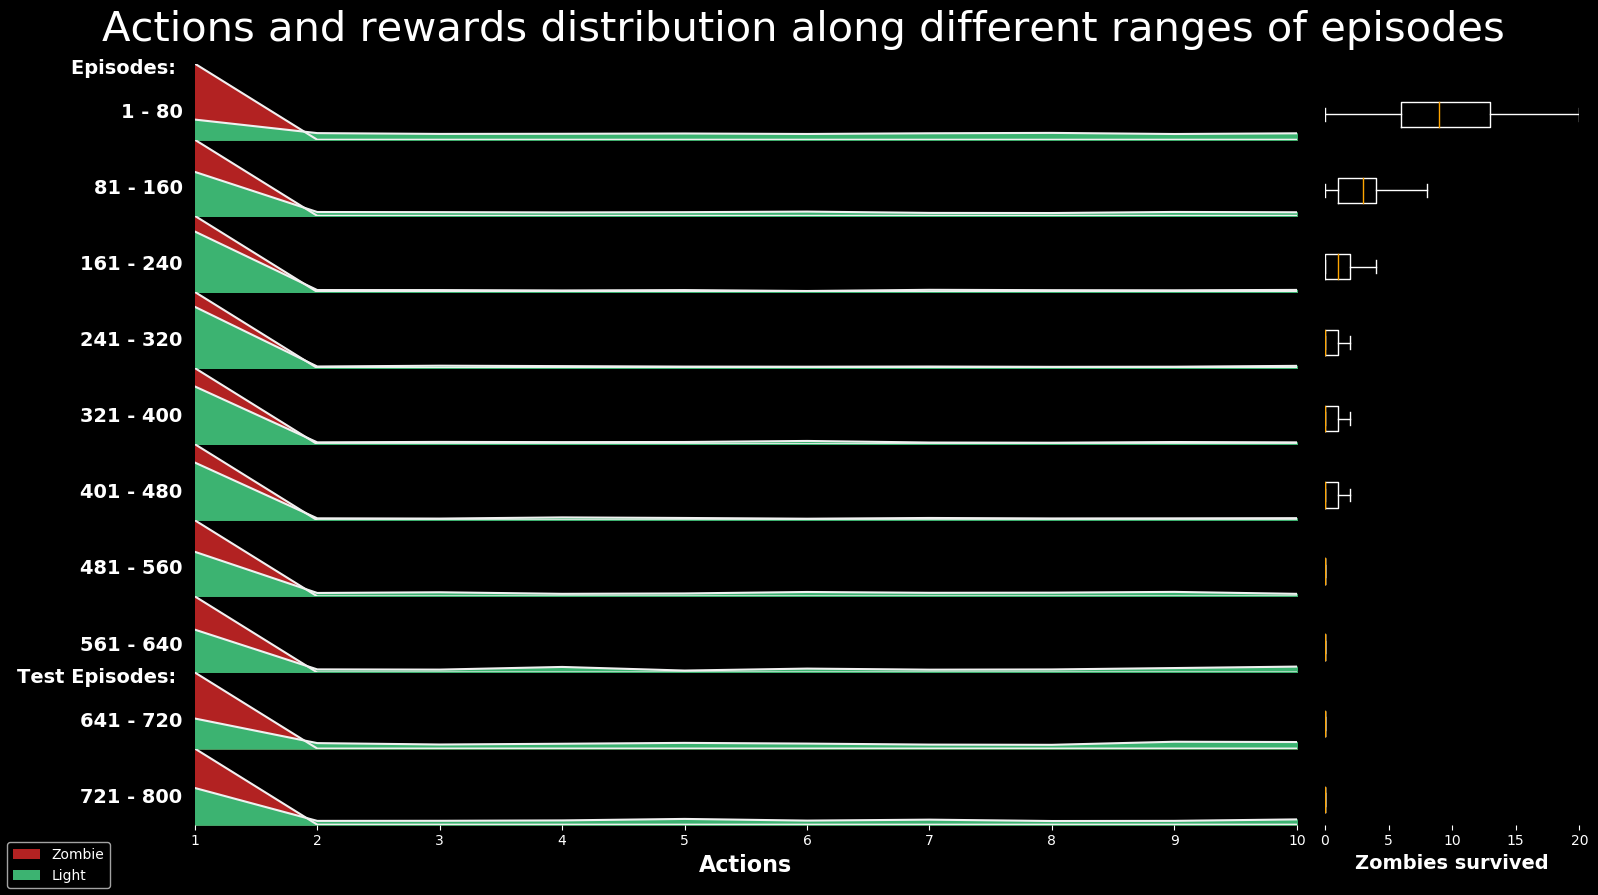 Actions and rewards distribution along different ranges of episodes
Episodes:
1 - 80
81 - 160
161 - 240
241 - 320
321 - 400
401 - 480
481 - 560
561 - 640
Test Episodes:
641 - 720
721 - 800
1 2 3 4 5 6 7 8 9 10
Actions
0 5 10 15 20
Zombies survived
Zombie
Light